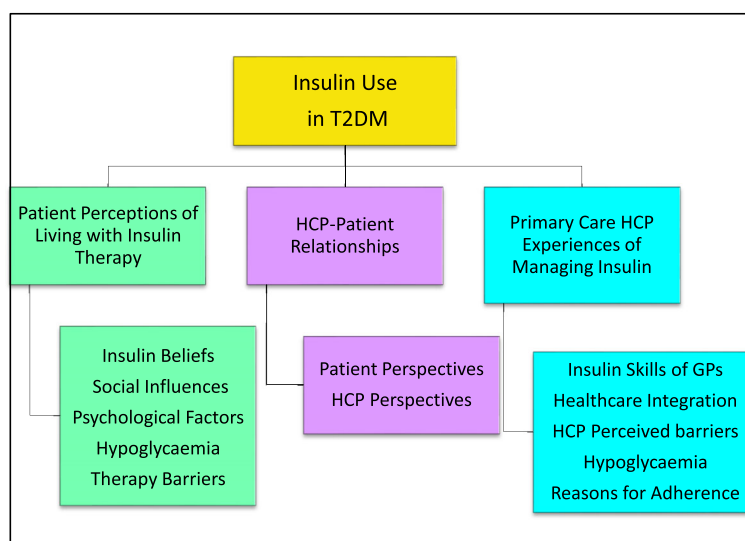 Insulin Use
in T2DM
Patient Perceptions of
Living with Insulin
Therapy
HCP-Patient
Relationships
Primary Care HCP
Experiences of
Managing Insulin
Insulin Beliefs
Social Influences
Psychological Factors
Hypoglycaemia
Therapy Barriers
Patient Perspectives
HCP Perspectives
Insulin Skills of GPs
Healthcare Integration
HCP Perceived barriers
Hypoglycaemia
Reasons for Adherence